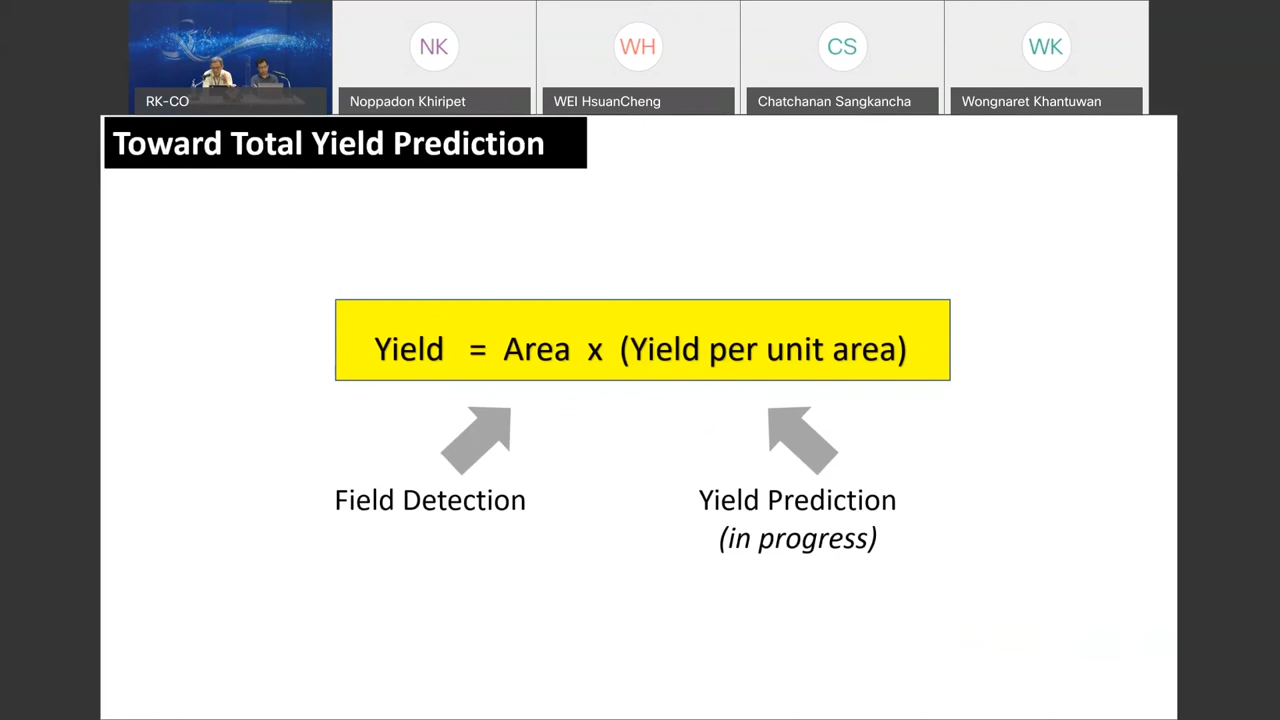 NK
WH
CS
WK
RK-CO
Noppadon Khiripet
WEI HsuanCheng
Chatchanan Sangkancha
Wongnaret Khantuwan
Toward Total Yield Prediction
Yield = Area x (Yield per unit area)
Field Detection
Yield Prediction
(in progress)